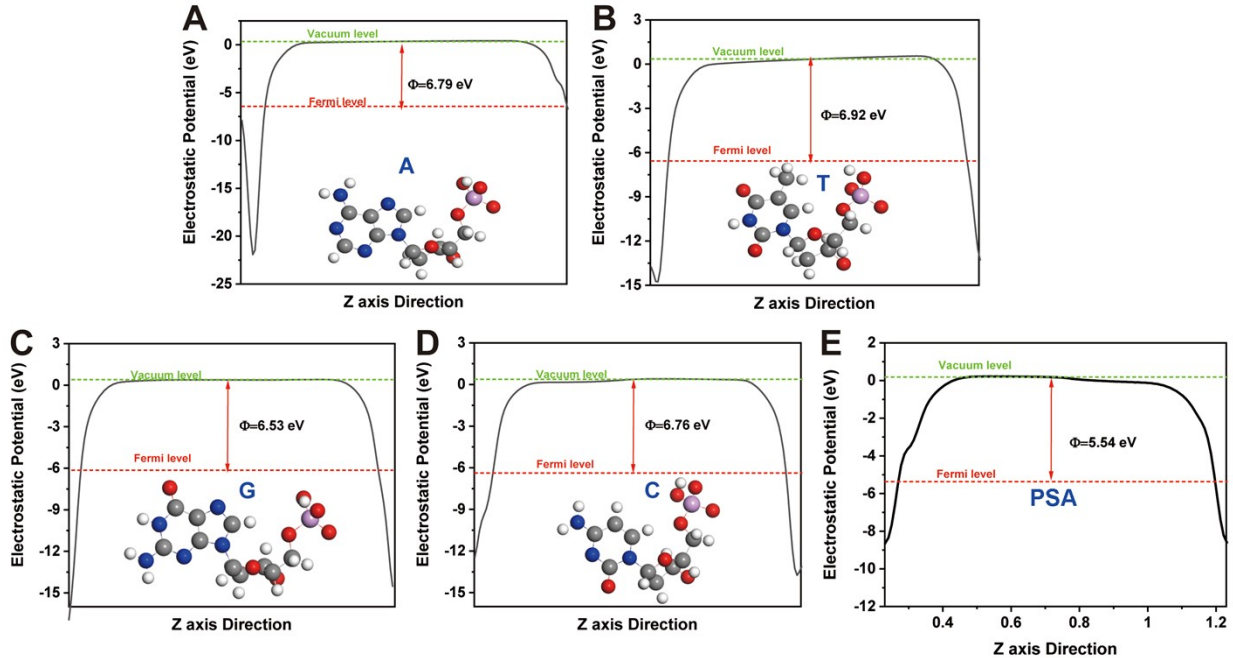 A
Electrostatic Potential (eV)
0
-5
-10
-15
-20
-25
Vacuum level
Φ=6.79 eV
Fermi level
A
Z axis Direction
B
Electrostatic Potential (eV)
3
0
-3
-6
-9
-12
-15
Vacuum level
Φ=6.92 eV
Fermi level
T
Z axis Direction
C
Electrostatic Potential (eV)
3
0
-3
-6
-9
-12
-15
Vacuum level
Φ=6.53 eV
Fermi level
G
Z axis Direction
D
Electrostatic Potential (eV)
3
0
-3
-6
-9
-12
-15
Vacuum level
Φ=6.76 eV
Fermi level
C
Z axis Direction
E
Electrostatic Potential (eV)
2
0
-2
-4
-6
-8
-10
-12
Vacuum level
Φ=5.54 eV
Fermi level
PSA
0.4 0.6 0.8 1 1.2
Z axis Direction